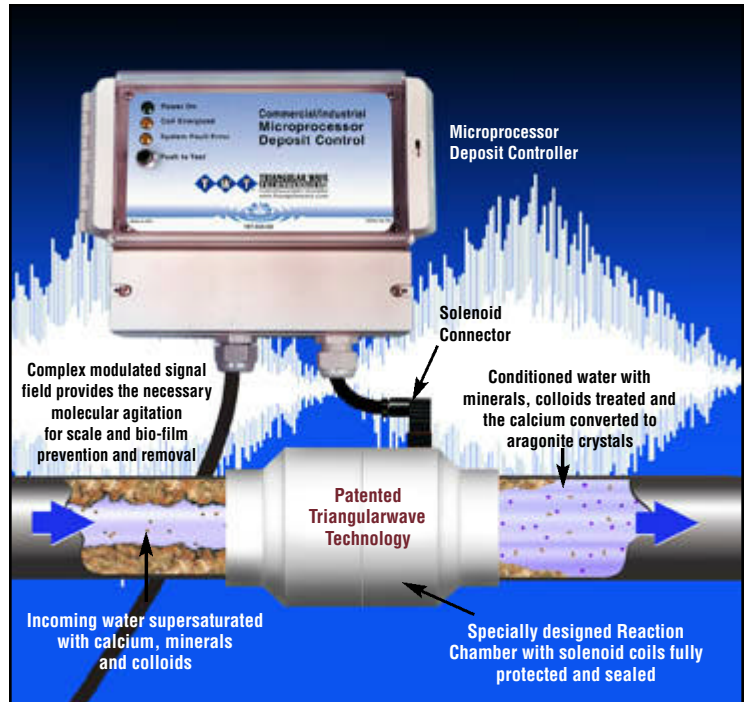 Power On
Coil Energized
System Fault Error
Push to Test
Commercial/Industrial
Microprocessor
Deposit Control
T W T
TRIANGULAR WAVE
TECHNOLOGIES
Microprocessor
Deposit Controller
Solenoid
Connector
Complex modulated signal
field provides the necessary
molecular agitation
for scale and bio-film
prevention and removal
Conditioned water with
minerals, colloids treated and
the calcium converted to
aragonite crystals
Patented
Triangularwave
Technology
Incoming water supersaturated
with calcium, minerals
and colloids
Specially designed Reaction
Chamber with solenoid coils fully
protected and sealed